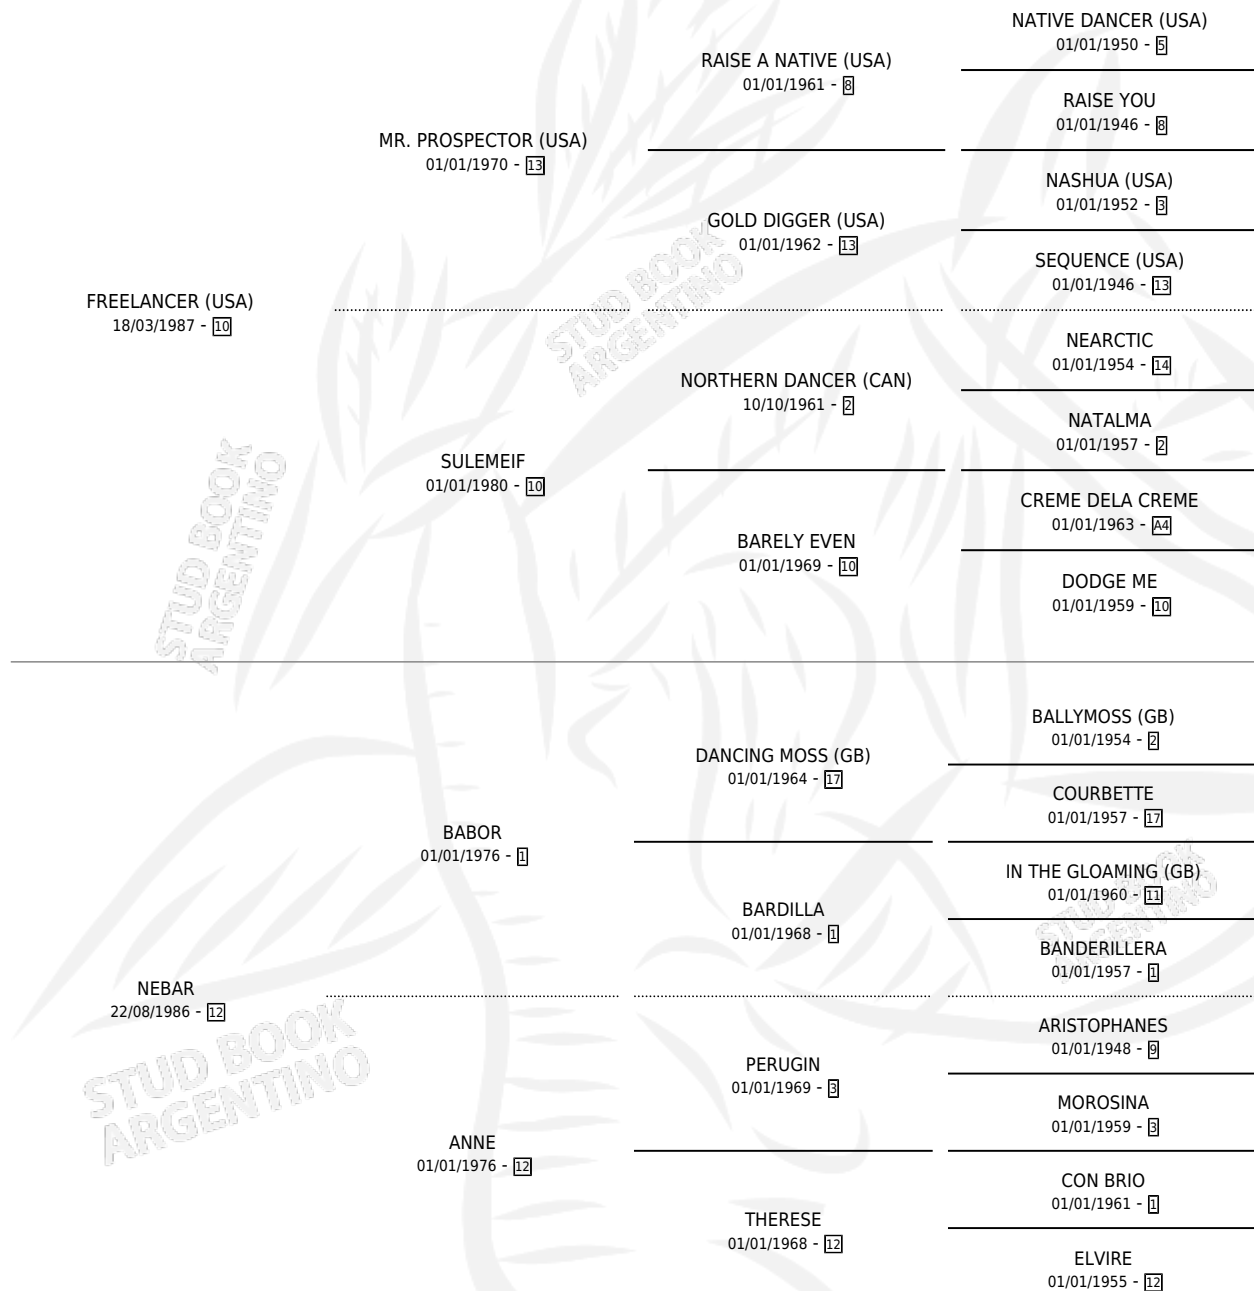 NATIVE DANCER (USA)
01/01/1950 - 5
RAISE A NATIVE (USA)
01/01/1961 - 8
RAISE YOU
01/01/1946 - 8
MR. PROSPECTOR (USA)
01/01/1970 - 13
NASHUA (USA)
01/01/1952 - 3
GOLD DIGGER (USA)
01/01/1962 - 13
SEQUENCE (USA)
01/01/1946 - 13
FREELANCER (USA)
18/03/1987 - 10
NEARCTIC
01/01/1954 - 14
NORTHERN DANCER (CAN)
10/10/1961 - 2
NATALMA
01/01/1957 - 2
SULEMEIF
01/01/1980 - 10
CREME DELA CREME
01/01/1963 - A4
BARELY EVEN
01/01/1969 - 10
DODGE ME
01/01/1959 - 10
BALLYMOSS (GB)
01/01/1954 - 2
DANCING MOSS (GB)
01/01/1964 - 17
COURBETTE
01/01/1957 - 17
BABOR
01/01/1976 - 1
IN THE GLOAMING (GB)
01/01/1960 - 11
BARDILLA
01/01/1968 - 1
BANDERILLERA
01/01/1957 - 1
NEBAR
22/08/1986 - 12
ARISTOPHANES
01/01/1948 - 9
PERUGIN
01/01/1969 - 3
MOROSINA
01/01/1959 - 3
ANNE
01/01/1976 - 12
CON BRIO
01/01/1961 - 1
THERESE
01/01/1968 - 12
ELVIRE
01/01/1955 - 12
STUD BOOK
ARGENTINO
STUD BOOK
ARGENTINO
STUD BOOK
ARGENTINO
STUD BOOK
ARGENTINO